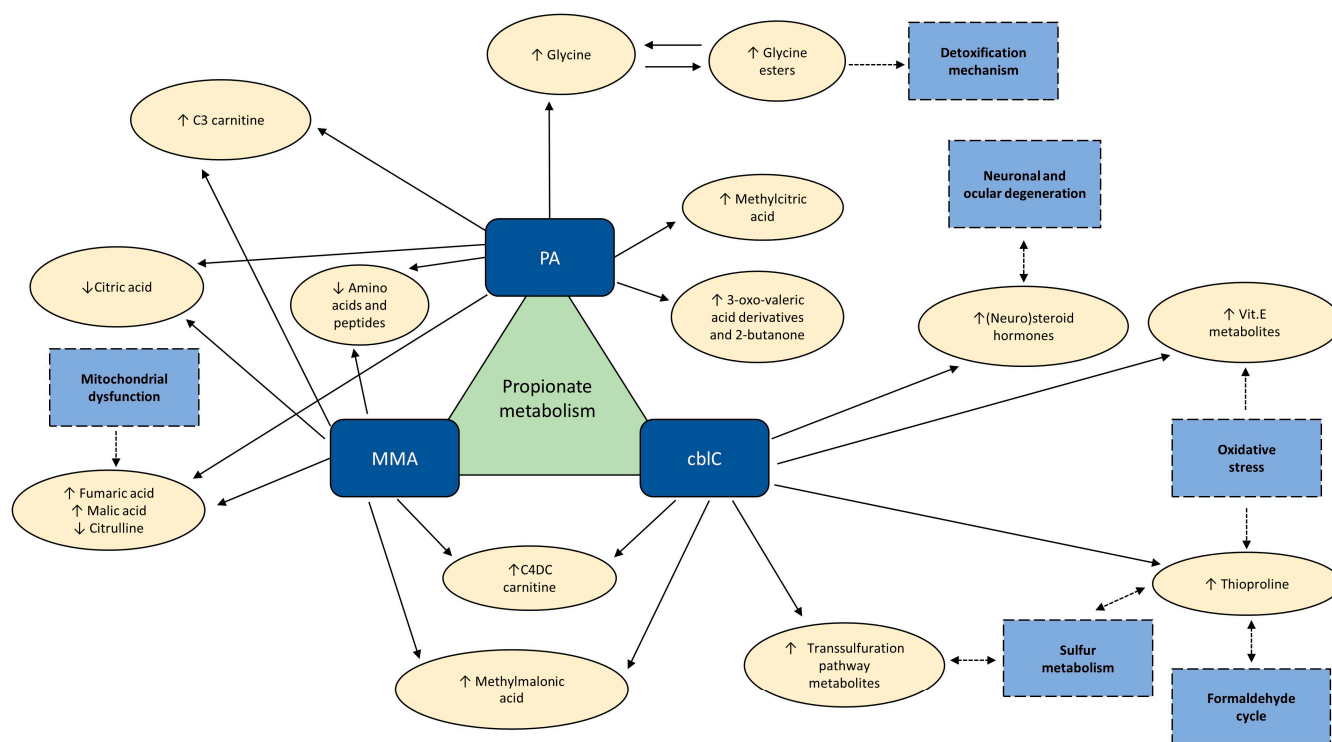 ↑ Glycine
↑ Glycine
esters
Detoxification
mechanism
↑ C3 carnitine
Neuronal and
ocular degeneration
↑ Methylcitric
acid
PA
↓Citric acid
↓ Amino
acids and
peptides
↑ 3-oxo-valeric
acid derivatives
and 2-butanone
↑(Neuro)steroid
hormones
↑ Vit.E
metabolites
Mitochondrial
dysfunction
Propionate
metabolism
MMA
cblC
Oxidative
stress
↑ Fumaric acid
↑ Malic acid
↓ Citrulline
↑C4DC
carnitine
↑ Thioproline
↑ Methylmalonic
acid
↑ Transsulfuration
pathway
metabolites
Sulfur
metabolism
Formaldehyde
cycle